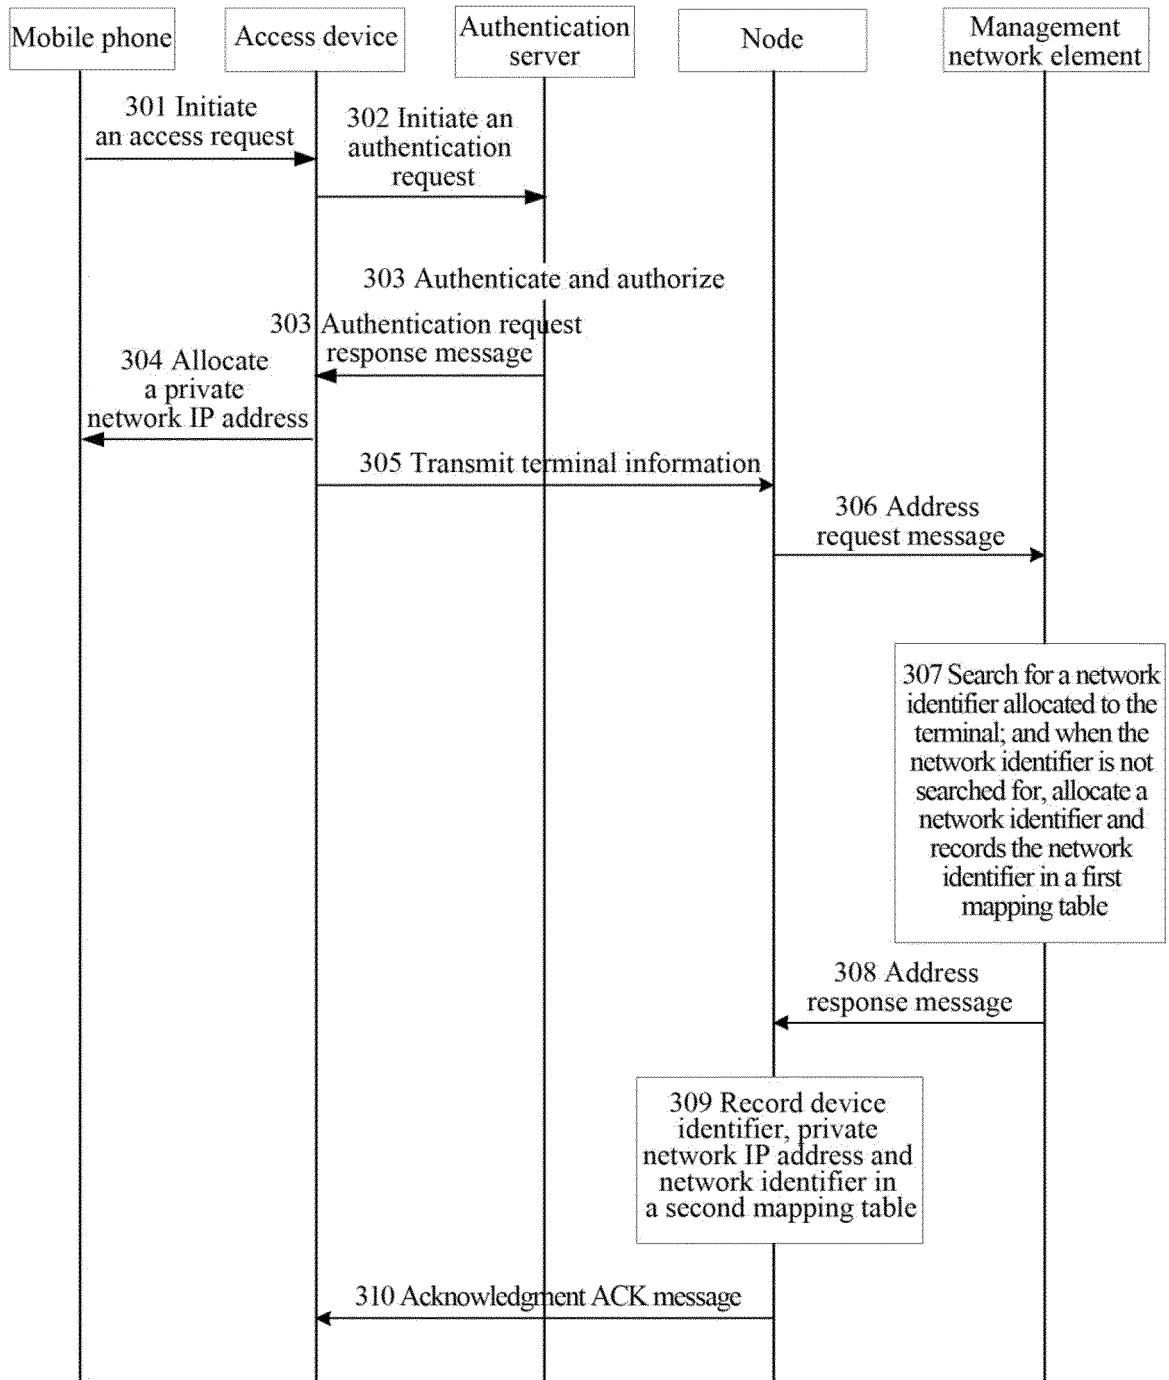 Mobile phone
Access device
Authentication
server
Node
Management
network element
301 Initiate
an access request
302 Initiate an
authentication
request
303 Authenticate and authorize
303 Authentication request
response message
304 Allocate
a private
network IP address
305 Transmit terminal information
306 Address
request message
307 Search for a network
identifier allocated to the
terminal; and when the
network identifier is not
searched for, allocate a
network identifier and
records the network
identifier in a first
mapping table
308 Address
response message
309 Record device
identifier, private
network IP address and
network identifier in
a second mapping table
310 Acknowledgment ACK message